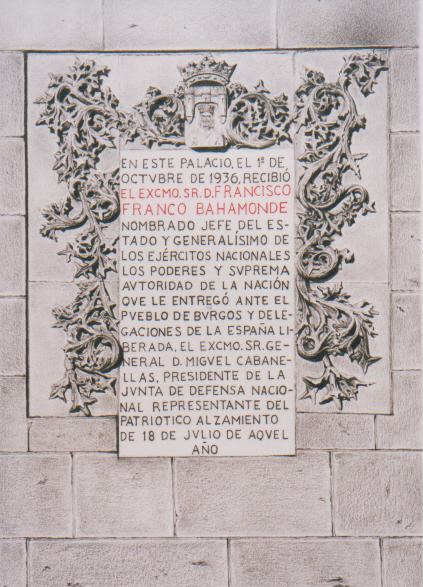 EN ESTE PALACIO, EL 1º DE
OCTVBRE DE 1936, RECIBIÓ
EL EXCMO. SR. D. FRANCISCO
FRANCO BAHAMONDE
NOMBRADO JEFE DEL ES-
TADO Y GENERALÍSIMO DE
LOS EJÉRCITOS NACIONALES
LOS PODERES Y SVPREMA
AVTORIDAD DE LA NACIÓN
QVE LE ENTREGÓ ANTE EL
PVEBLO DE BVRGOS Y DELE-
GACIONES DE LA ESPAÑA LI-
BERADA, EL EXCMO. SR. GE-
NERAL D. MIGVEL CABANE-
LLAS, PRESIDENTE DE LA
JVNTA DE DEFENSA NACIO-
NAL REPRESENTANTE DEL
PATRIOTICO ALZAMIENTO
DE 18 DE JVLIO DE AQVEL
AÑO